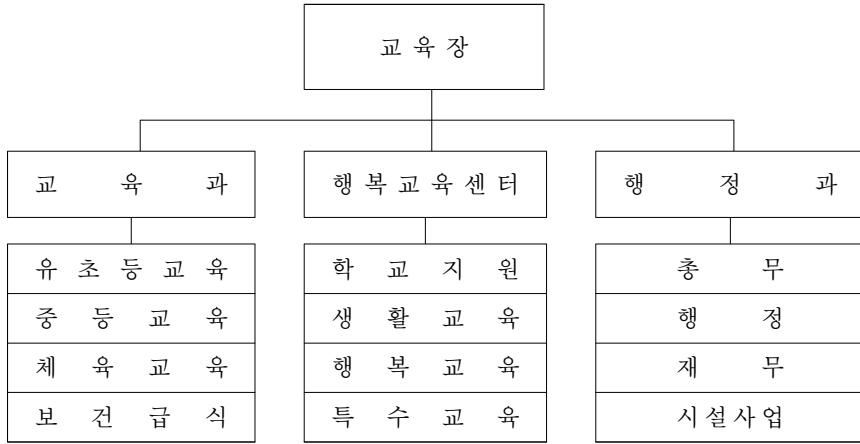 교 육 장
교 육 과
행 복 교 육 센 터
행 정 과
유 초 등 교 육
중 등 교 육
체 육 교 육
보 건 급 식
학 교 지 원
생 활 교 육
행 복 교 육
특 수 교 육
총 무
행 정
재 무
시 설 사 업